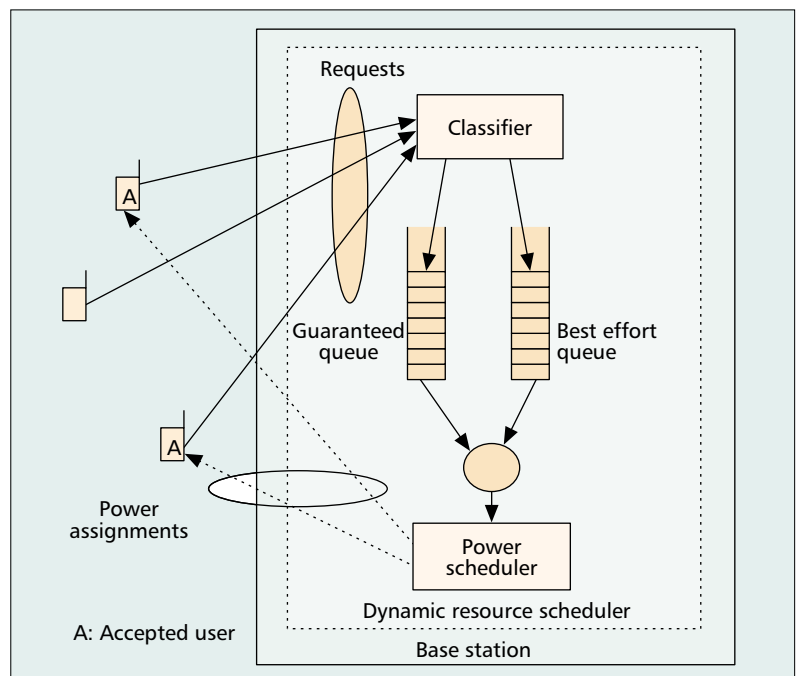 Requests
Classifier
A
Guaranteed
queue
Best effort
queue
A
Power
assignments
Power
scheduler
Dynamic resource scheduler
A: Accepted user
Base station